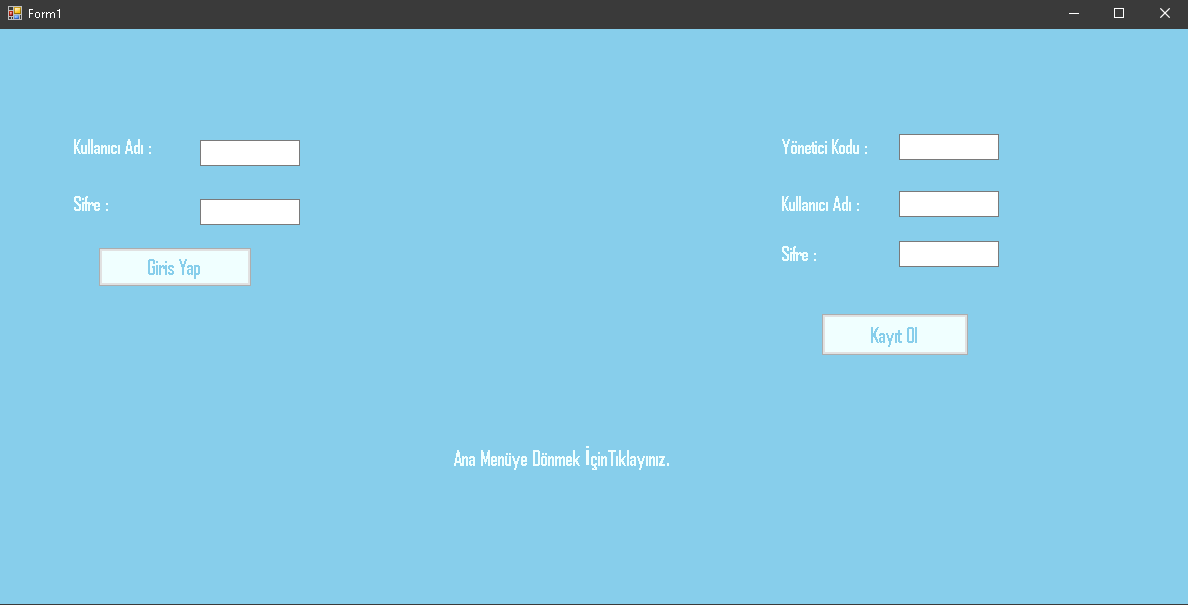 Form1
Kullanıcı Adı :
Sifre :
Giris Yap
Yönetici Kodu :
Kullanıcı Adı :
Sifre :
Kayıt Ol
Ana Menüye Dönmek İçinTıklayınız.